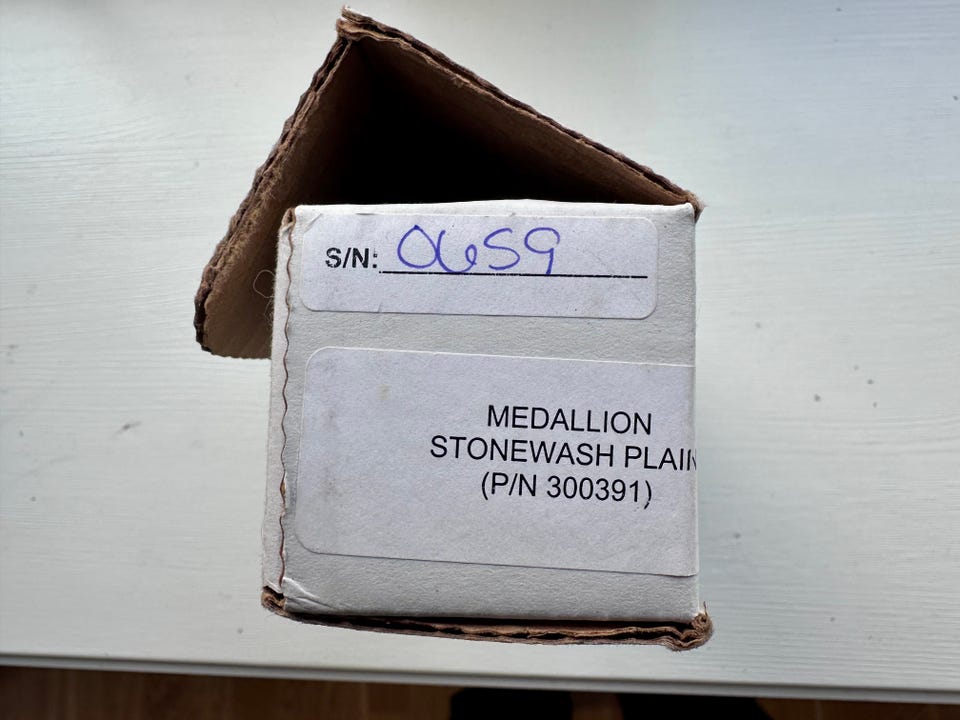 S/N: 0659
MEDALLION
STONEWASH PLAIN
(P/N 300391)